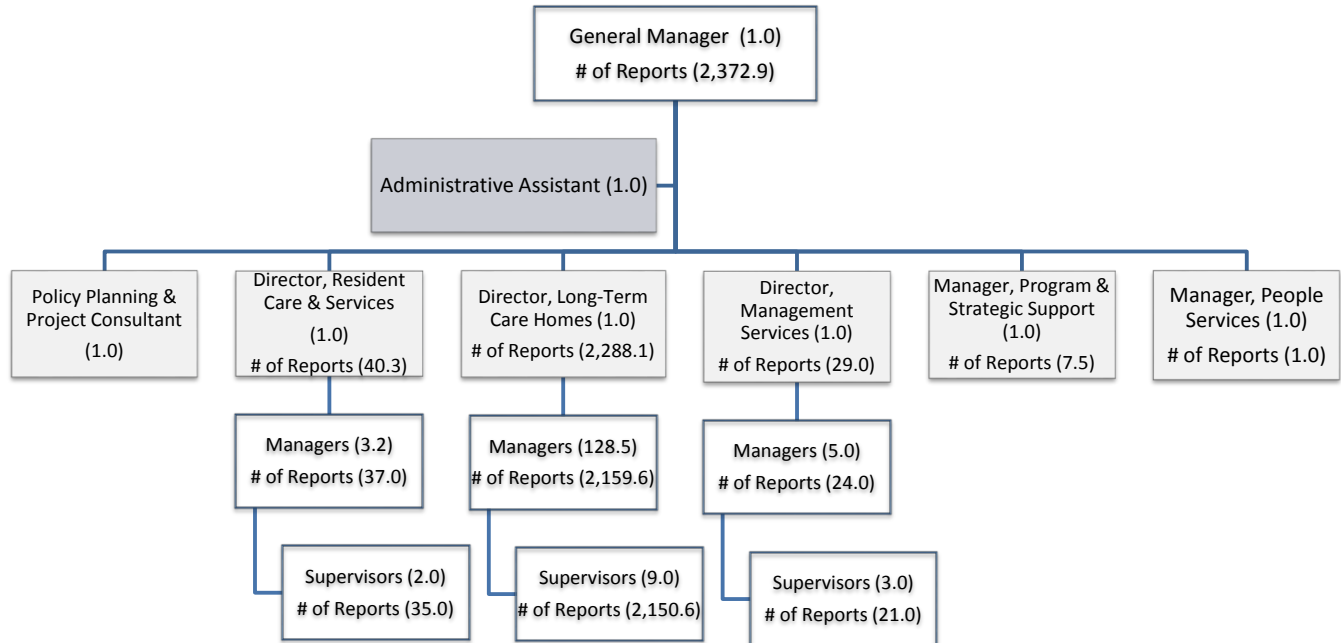 General Manager  (1.0)
# of Reports (2,372.9)
Administrative Assistant (1.0)
Policy Planning &
Project Consultant
(1.0)
Director, Resident
Care & Services
(1.0)
# of Reports (40.3)
Director, Long-Term
Care Homes (1.0)
# of Reports (2,288.1)
Director,
Management
Services (1.0)
# of Reports (29.0)
Manager, Program &
Strategic Support
(1.0)
# of Reports (7.5)
Manager, People
Services (1.0)
# of Reports (1.0)
Managers (3.2)
# of Reports (37.0)
Managers (128.5)
# of Reports (2,159.6)
Managers (5.0)
# of Reports (24.0)
Supervisors (2.0)
# of Reports (35.0)
Supervisors (9.0)
# of Reports (2,150.6)
Supervisors (3.0)
# of Reports (21.0)